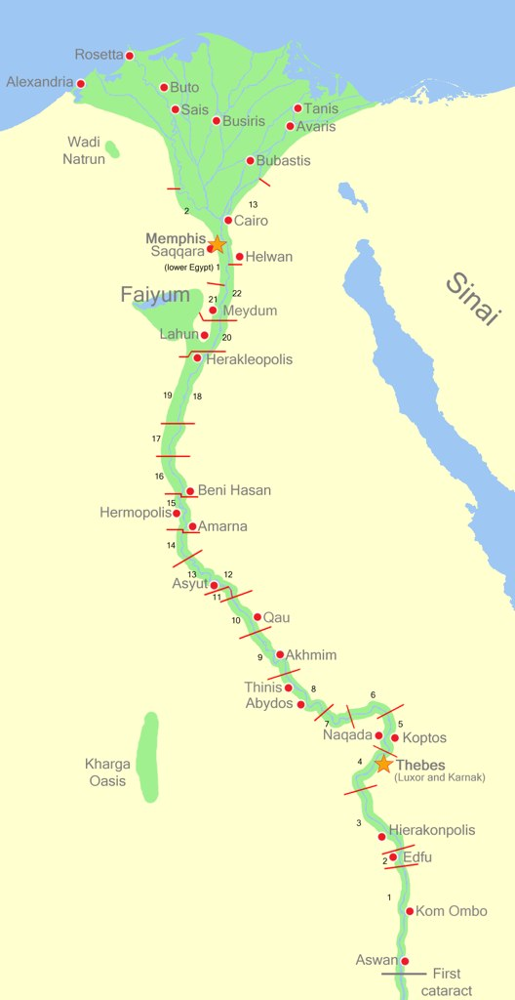 Rosetta
Alexandria
Buto
Sais
Tanis
Busiris
Avaris
Wadi
Natrun
Bubastis
13
2
Cairo
Memphis
Saqqara
Helwan
(lower Egypt) 1
Sinai
Faiyum
22
21
Meydum
Lahun
20
Herakleopolis
19
18
17
16
Beni Hasan
15
Hermopolis
Amarna
14
13
12
Asyut
11
10
Qau
9
Akhmim
Thinis
8
Abydos
6
7
5
Naqada
Koptos
4
Thebes
(Luxor and Karnak)
Kharga
Oasis
3
Hierakonpolis
2
Edfu
1
Kom Ombo
Aswan
First
cataract